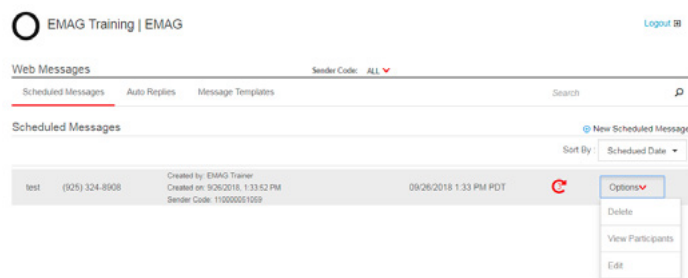 EMAG Training | EMAG
Logout
Web Messages
Sender Code: ALL
Scheduled Messages Auto Replies Message Templates Search
Scheduled Messages
New Scheduled Message
Sort By : Schedued Date
test (925) 324-8908 Created by: EMAG Trainer
Created on: 9/26/2018, 1:33:52 PM
Sender Code: 110000051059
09/26/2018 1:33 PM PDT Options
Delete
View Participants
Edit